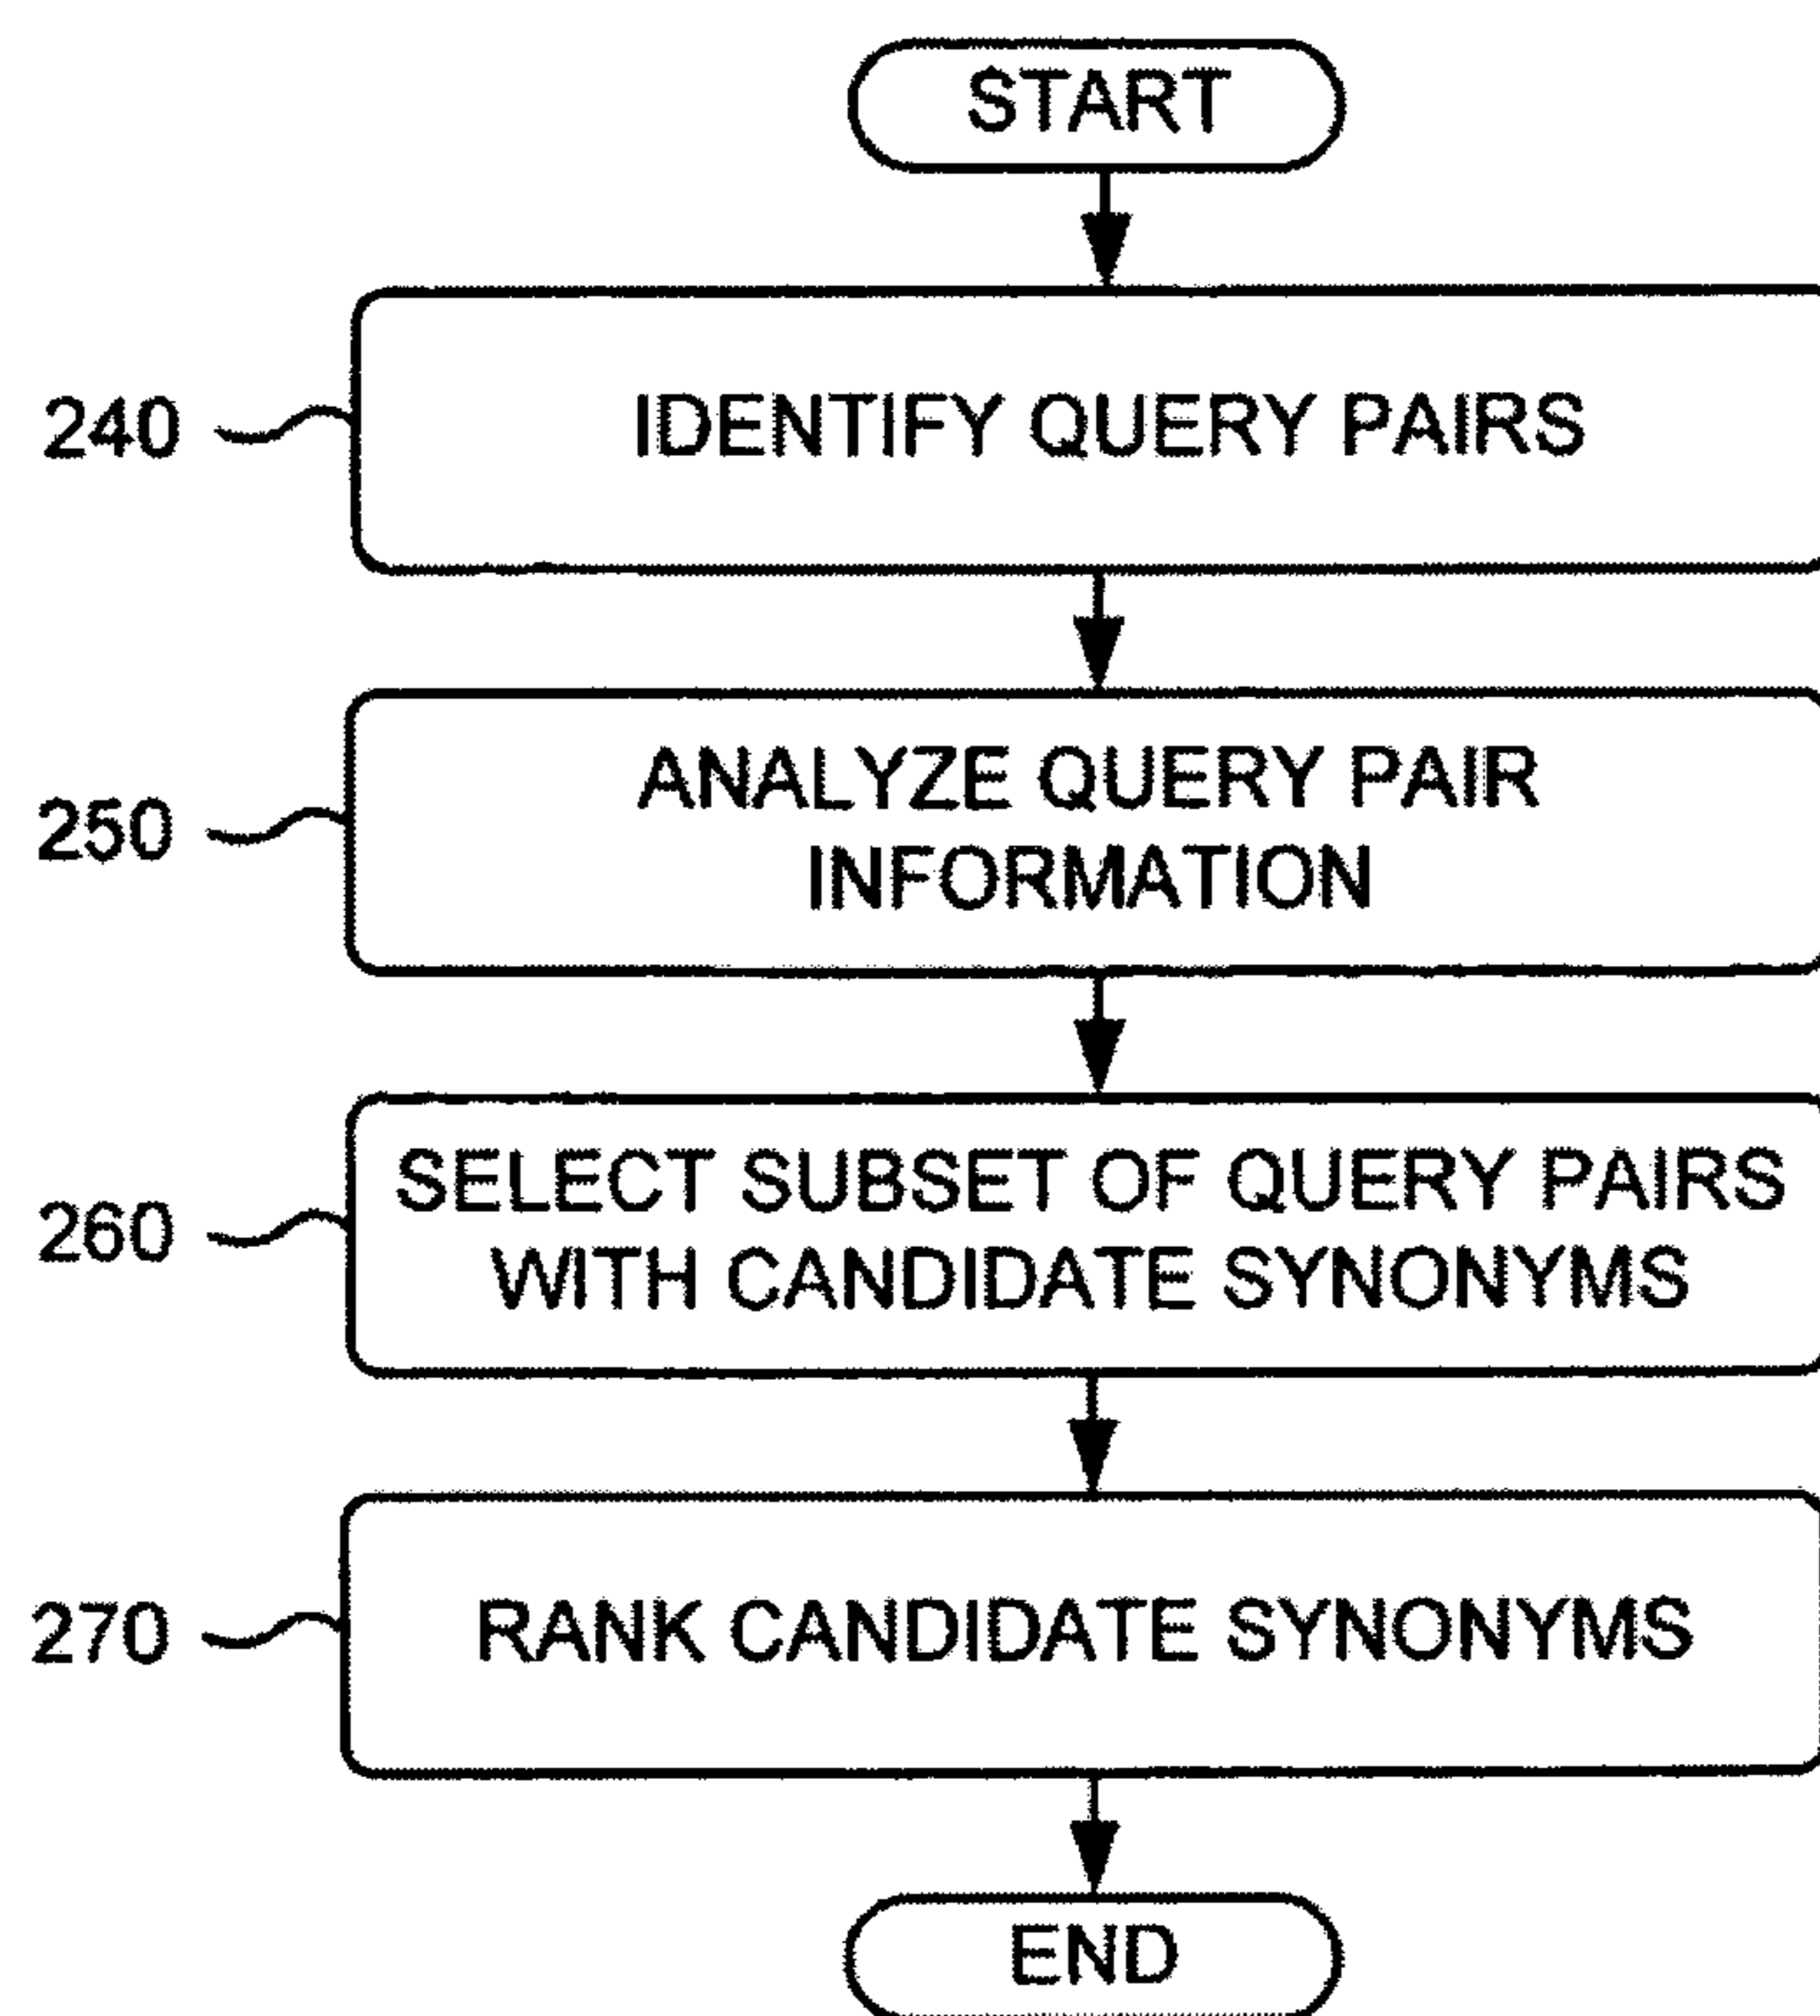 START
240
IDENTIFY QUERY PAIRS
250
ANALYZE QUERY PAIR
INFORMATION
260
SELECT SUBSET OF QUERY PAIRS
WITH CANDIDATE SYNONYMS
270
RANK CANDIDATE SYNONYMS
END